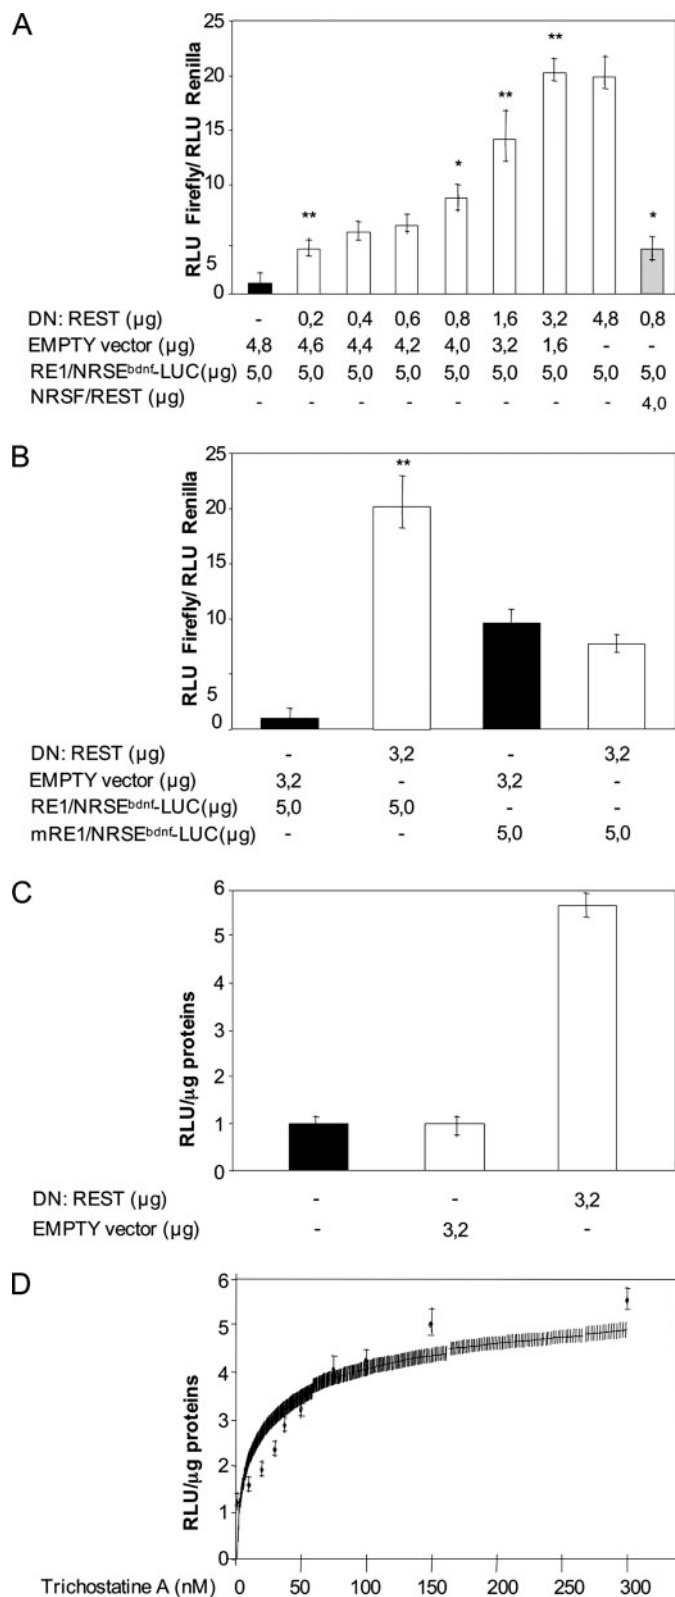 A
RLU Firefly/ RLU Renilla
25
20
15
10
5
0
**
*
**
**
*
DN: REST (µg) - 0,2 0,4 0,6 0,8 1,6 3,2 4,8 0,8
EMPTY vector (µg) 4,8 4,6 4,4 4,2 4,0 3,2 1,6 - -
RE1/NRSEbdnf-LUC(µg) 5,0 5,0 5,0 5,0 5,0 5,0 5,0 5,0 5,0
NRSF/REST (µg) - - - - - - - - 4,0
B
RLU Firefly/ RLU Renilla
25
20
15
10
5
0
**
DN: REST (µg) - 3,2 - 3,2
EMPTY vector (µg) 3,2 - 3,2 -
RE1/NRSEbdnf-LUC(µg) 5,0 5,0 - -
mRE1/NRSEbdnf-LUC(µg) - - 5,0 5,0
C
RLU/µg proteins
6
5
4
3
2
1
0
DN: REST (µg) - - 3,2
EMPTY vector (µg) - 3,2 -
D
RLU/µg proteins
6
5
4
3
2
1
0
Trichostatine A (nM) 0 50 100 150 200 250 300